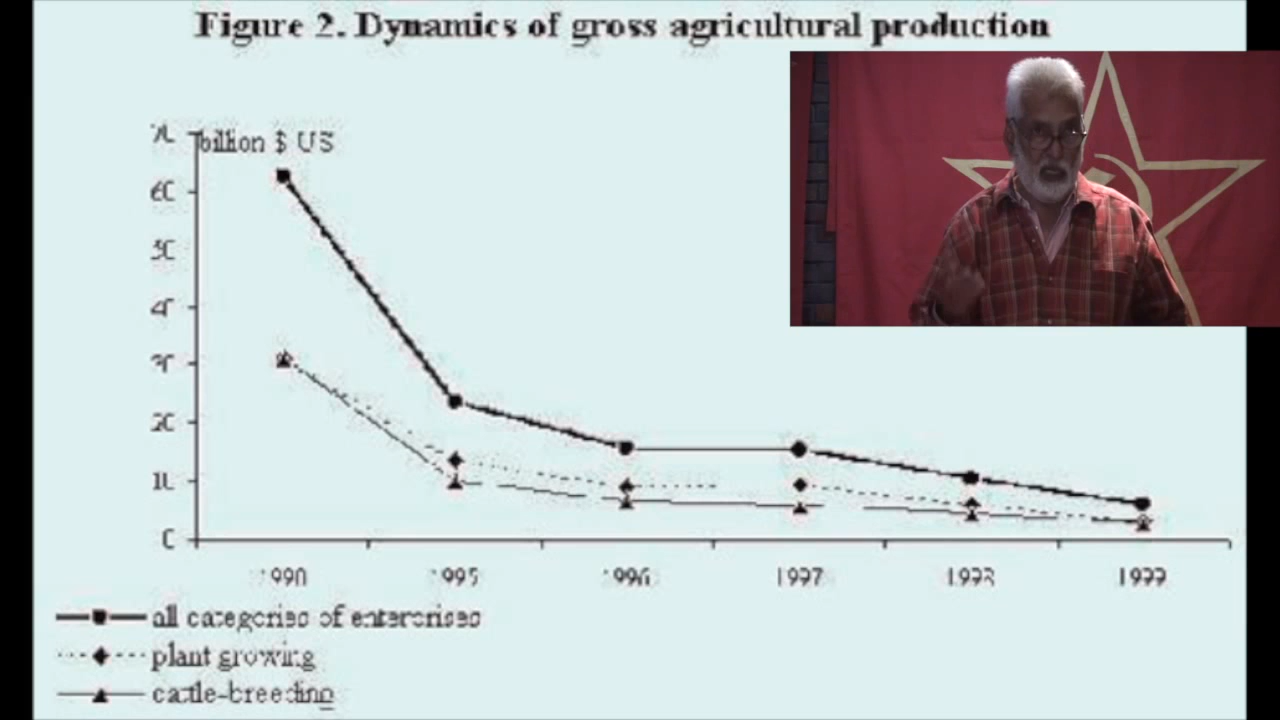 Figure 2. Dynamics of gross agricultural production
70
billion $ US
60
50
40
30
20
10
0
1990 1995 1996 1997 1998 1999
all categories of enterprises
plant growing
cattle-breeding